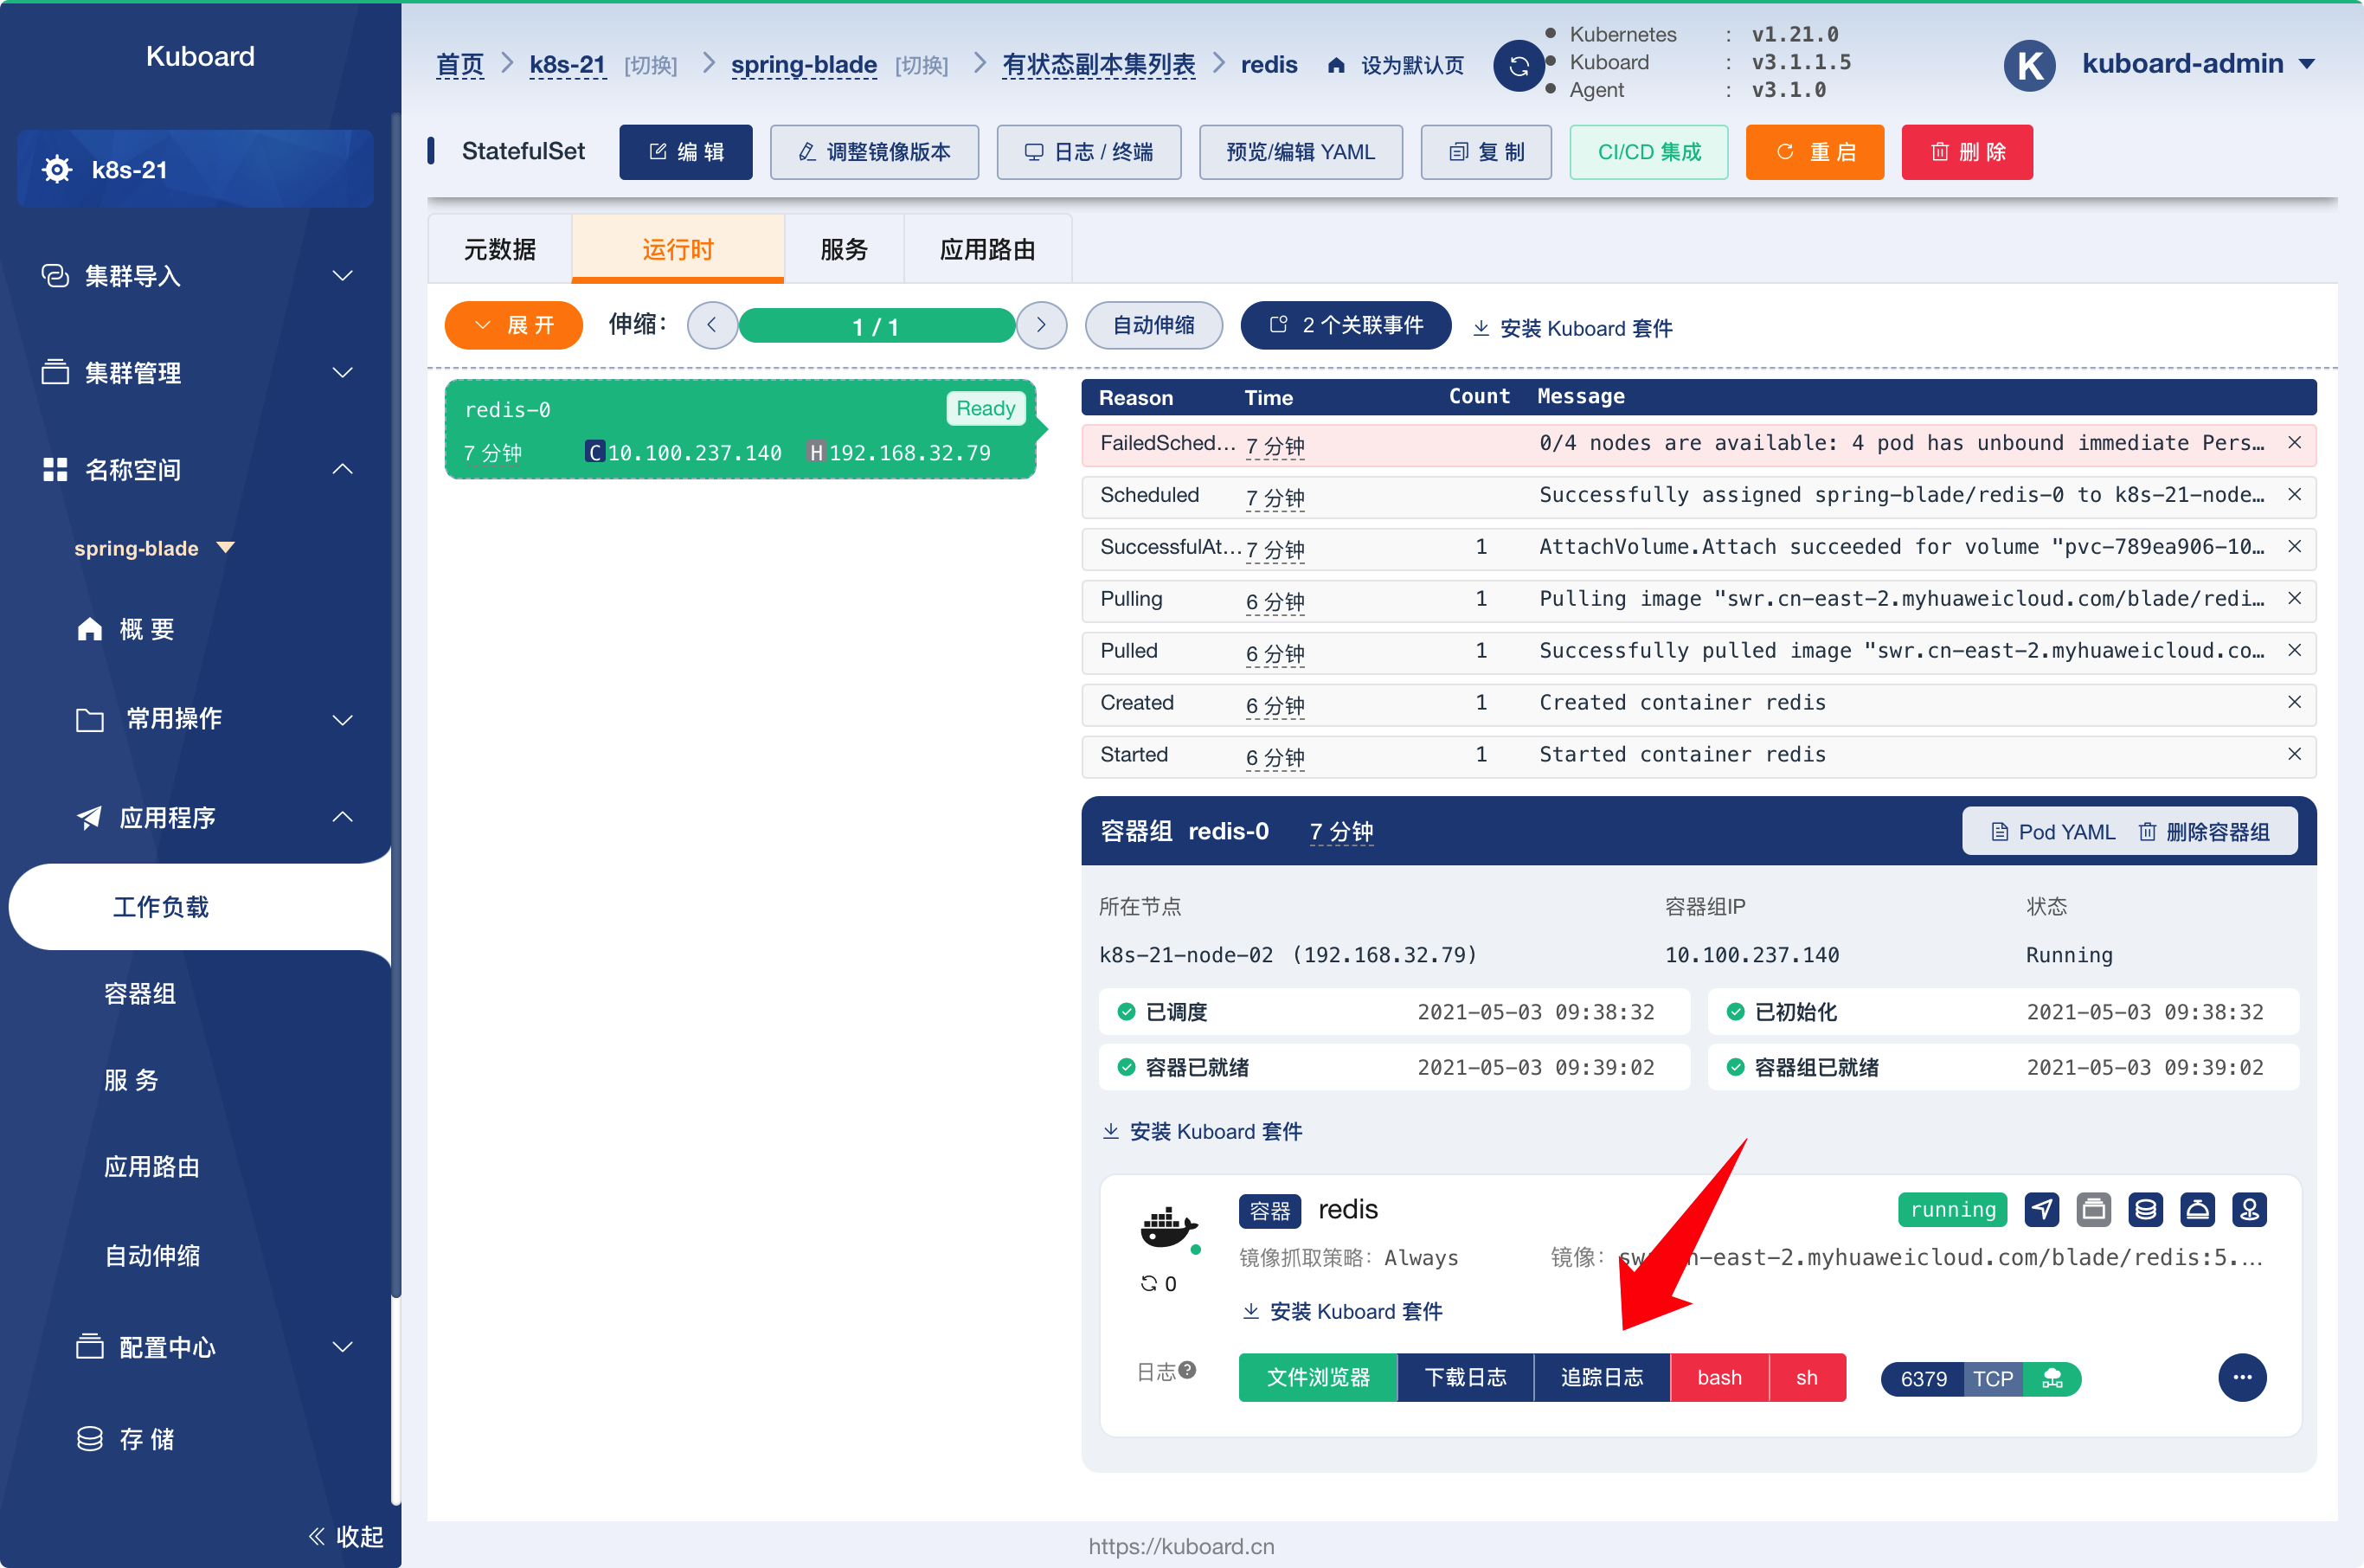 Kuboard
k8s-21
集群导入
集群管理
名称空间
spring-blade
概 要
常用操作
应用程序
工作负载
容器组
服 务
应用路由
自动伸缩
配置中心
存 储
收起
首页 k8s-21 [切换] spring-blade [切换] 有状态副本集列表 redis 设为默认页
Kubernetes : v1.21.0
Kuboard : v3.1.1.5
Agent : v3.1.0
K kuboard-admin
StatefulSet 编 辑 调整镜像版本 日志 / 终端 预览/编辑 YAML 复 制 CI/CD 集成 重 启 删 除
元数据 运行时 服务 应用路由
展 开 伸缩: 1 / 1 自动伸缩 2 个关联事件 安装 Kuboard 套件
redis-0 Ready
7 分钟 C 10.100.237.140 H 192.168.32.79
Reason Time Count Message
FailedSched... 7 分钟 0/4 nodes are available: 4 pod has unbound immediate Pers...
Scheduled 7 分钟 Successfully assigned spring-blade/redis-0 to k8s-21-node...
SuccessfulAt... 7 分钟 1 AttachVolume.Attach succeeded for volume "pvc-789ea906-10...
Pulling 6 分钟 1 Pulling image "swr.cn-east-2.myhuaweicloud.com/blade/redi...
Pulled 6 分钟 1 Successfully pulled image "swr.cn-east-2.myhuaweicloud.co...
Created 6 分钟 1 Created container redis
Started 6 分钟 1 Started container redis
容器组 redis-0 7 分钟 Pod YAML 删除容器组
所在节点 容器组IP 状态
k8s-21-node-02 (192.168.32.79) 10.100.237.140 Running
已调度 2021-05-03 09:38:32 已初始化 2021-05-03 09:38:32
容器已就绪 2021-05-03 09:39:02 容器组已就绪 2021-05-03 09:39:02
安装 Kuboard 套件
容器 redis running
镜像抓取策略: Always 镜像: sw n-east-2.myhuaweicloud.com/blade/redis:5....
0
安装 Kuboard 套件
日志 ? 文件浏览器 下载日志 追踪日志 bash sh 6379 TCP
https://kuboard.cn